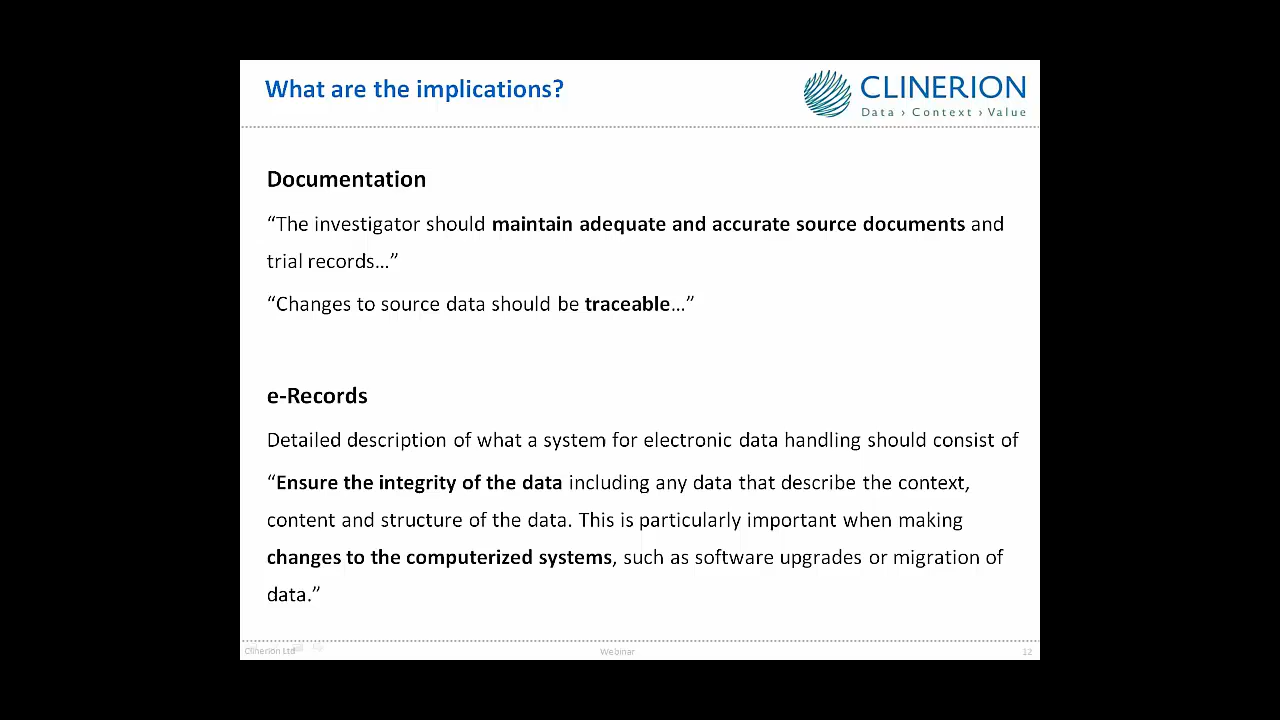 What are the implications?
CLINERION
Data › Context › Value
Documentation
“The investigator should maintain adequate and accurate source documents and
trial records…”
“Changes to source data should be traceable…”
e-Records
Detailed description of what a system for electronic data handling should consist of
“Ensure the integrity of the data including any data that describe the context,
content and structure of the data. This is particularly important when making
changes to the computerized systems, such as software upgrades or migration of
data.”
Clinerion Ltd
Webinar
12